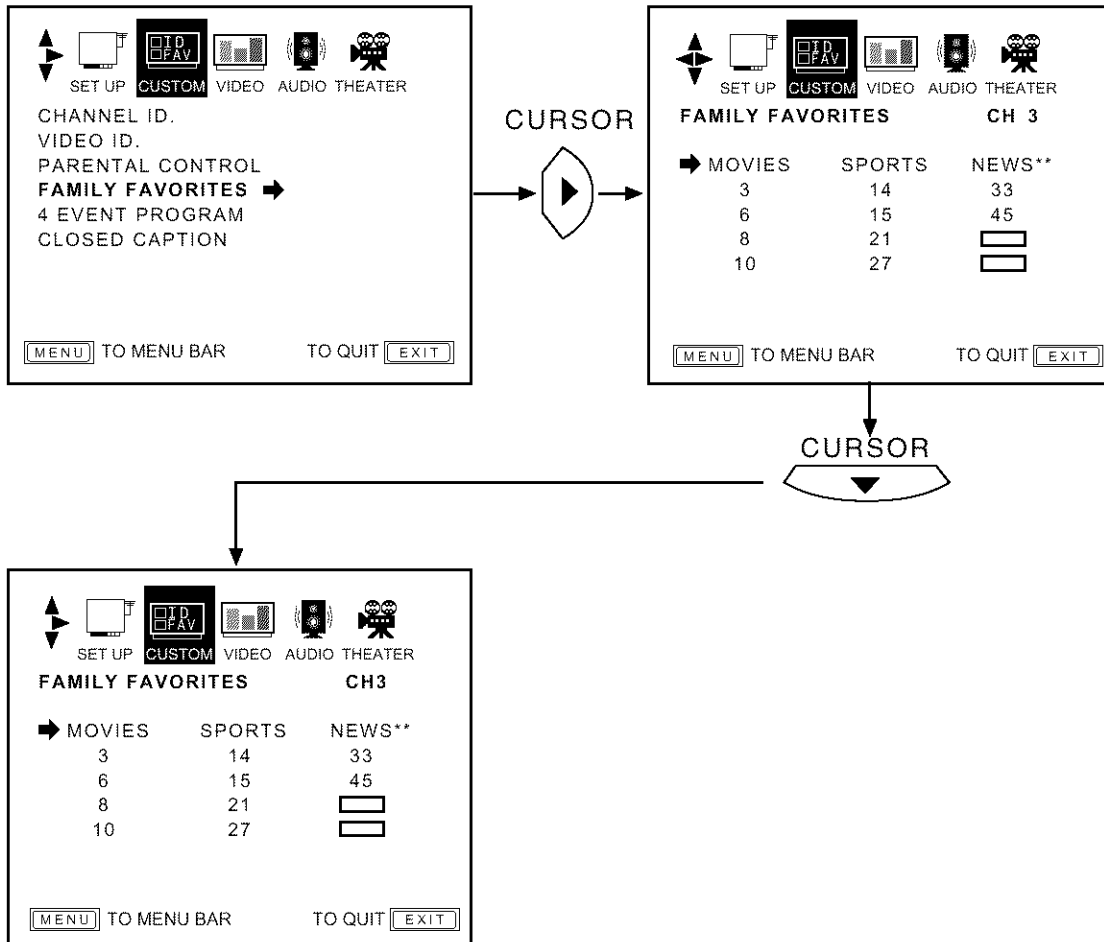 ID
FAV
SET UP CUSTOM VIDEO AUDIO THEATER
CHANNEL ID.
VIDEO ID.
PARENTAL CONTROL
FAMILY FAVORITES
4 EVENT PROGRAM
CLOSED CAPTION
MENU TO MENU BAR TO QUIT EXIT
CURSOR
ID
FAV
SET UP CUSTOM VIDEO AUDIO THEATER
FAMILY FAVORITES CH 3
MOVIES SPORTS NEWS**
3 14 33
6 15 45
8 21
10 27
MENU TO MENU BAR TO QUIT EXIT
CURSOR
ID
FAV
SET UP CUSTOM VIDEO AUDIO THEATER
FAMILY FAVORITES CH3
MOVIES SPORTS NEWS**
3 14 33
6 15 45
8 21
10 27
MENU TO MENU BAR TO QUIT EXIT